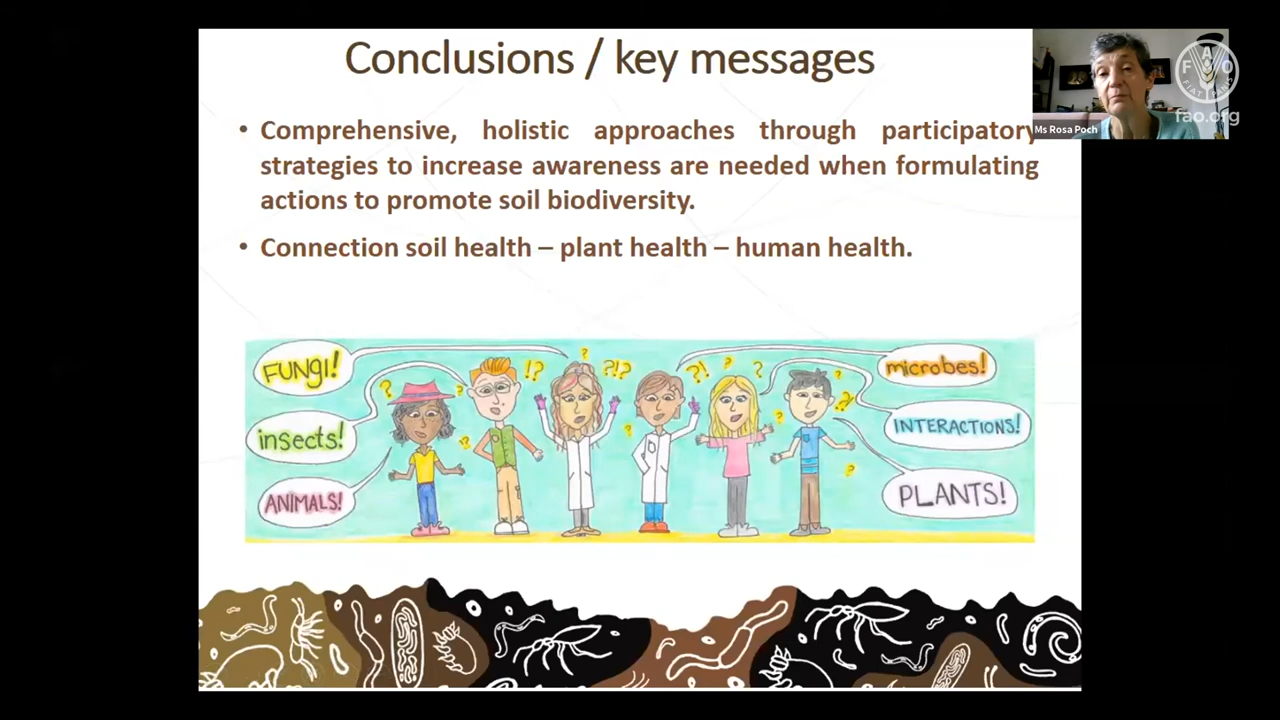 Conclusions / key messages
• Comprehensive, holistic approaches through participatory
strategies to increase awareness are needed when formulating
actions to promote soil biodiversity.
• Connection soil health – plant health – human health.
Ms Rosa Poch
F A O
FIAT PANIS
fao.org
FUNgi!
insects!
ANIMALS!
microbes!
INTERACTIONS!
PLANTS!
?
?
!?
?
?!?
?!
?
?
?
?